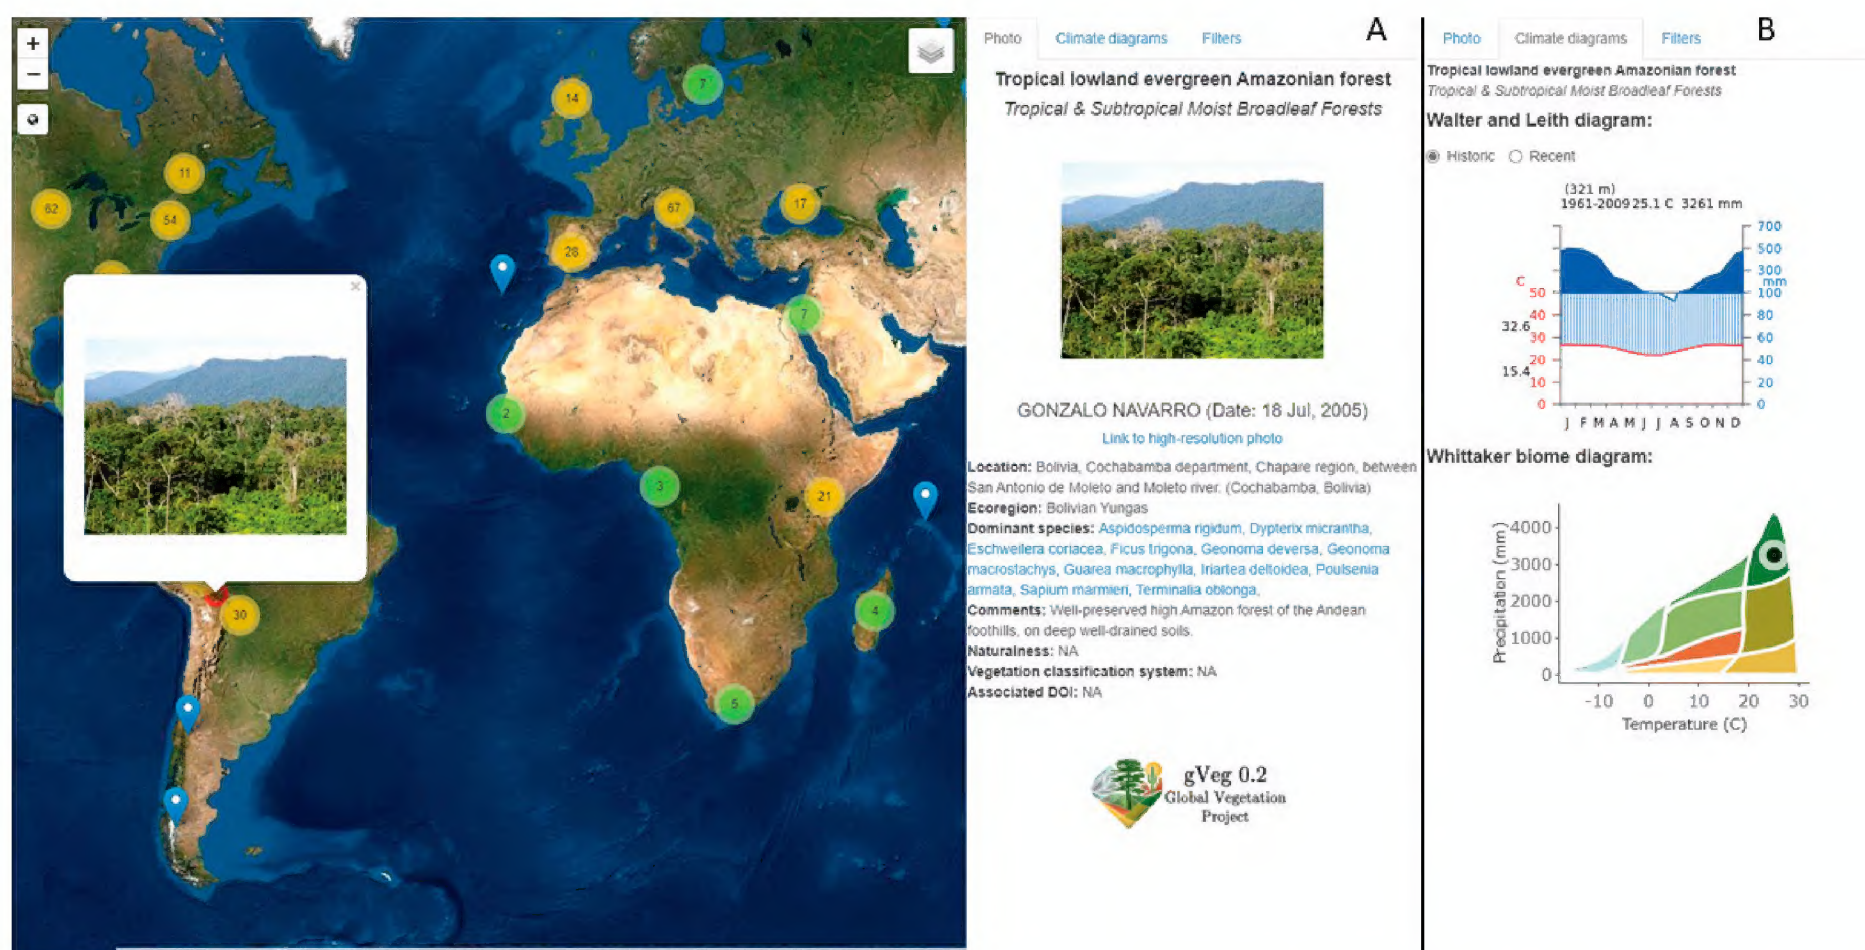 +
−
14
7
11
62
54
67
17
28
×
7
2
3
21
30
4
5
Photo
Climate diagrams
Filters
A
Tropical lowland evergreen Amazonian forest
Tropical & Subtropical Moist Broadleaf Forests
GONZALO NAVARRO (Date: 18 Jul, 2005)
Link to high-resolution photo
Location: Bolivia, Cochabamba department, Chapare region, between
San Antonio de Moleto and Moleto river. (Cochabamba, Bolivia)
Ecoregion: Bolivian Yungas
Dominant species: Aspidosperma rigidum, Dypterix micrantha,
Eschweilera coriacea, Ficus trigona, Geonoma deversa, Geonoma
macrostachys, Guarea macrophylla, Iriartea deltoidea, Poulsenia
armata, Sapium marmieri, Terminalia oblonga,
Comments: Well-preserved high Amazon forest of the Andean
foothills, on deep well-drained soils.
Naturalness: NA
Vegetation classification system: NA
Associated DOI: NA
gVeg 0.2
Global Vegetation
Project
Photo
Climate diagrams
Filters
B
Tropical lowland evergreen Amazonian forest
Tropical & Subtropical Moist Broadleaf Forests
Walter and Leith diagram:
Historic
Recent
(321 m)
1961-2009 25.1 C 3261 mm
700
500
300
mm
C
50
100
40
80
32.6
30
60
20
40
15.4
10
20
0
0
J F M A M J J A S O N D
Whittaker biome diagram:
Precipitation (mm)
4000
3000
2000
1000
0
-10 0 10 20 30
Temperature (C)